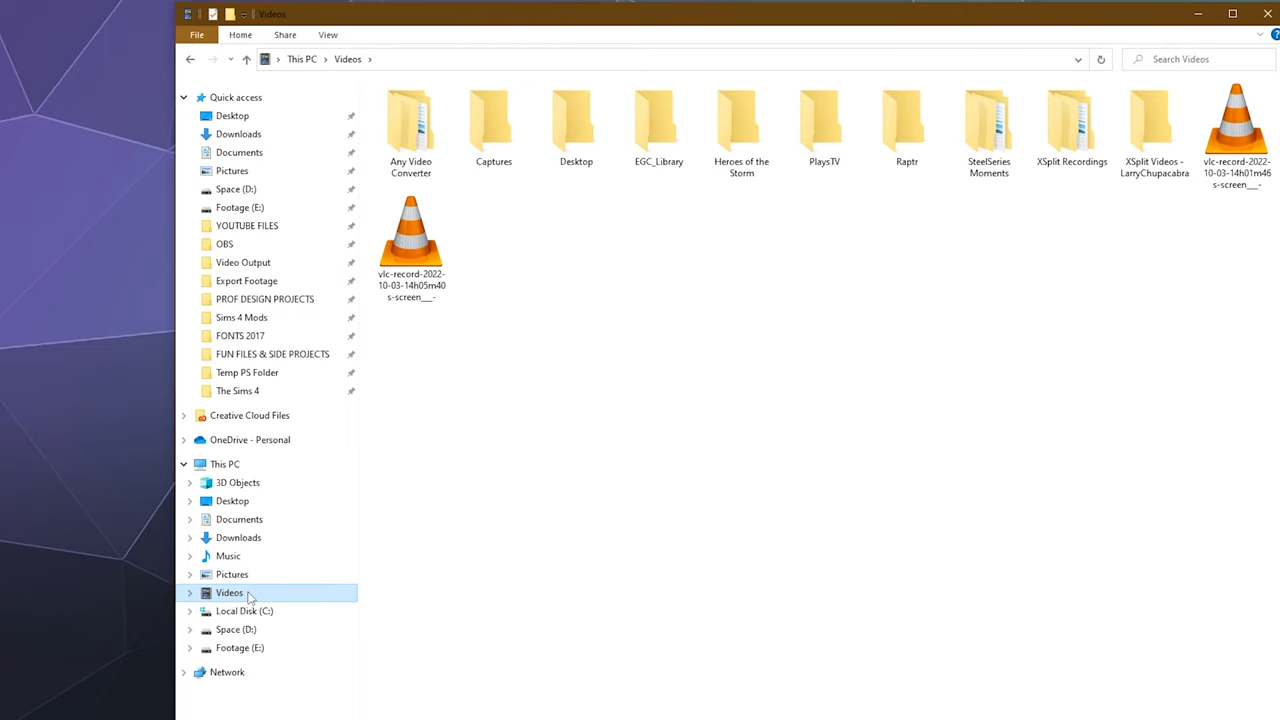 Videos
File Home Share View
This PC Videos
Search Videos
Quick access
Desktop
Downloads
Documents
Pictures
Space (D:)
Footage (E:)
YOUTUBE FILES
OBS
Video Output
Export Footage
PROF DESIGN PROJECTS
Sims 4 Mods
FONTS 2017
FUN FILES & SIDE PROJECTS
Temp PS Folder
The Sims 4
Creative Cloud Files
OneDrive - Personal
This PC
3D Objects
Desktop
Documents
Downloads
Music
Pictures
Videos
Local Disk (C:)
Space (D:)
Footage (E:)
Network
Any Video
Converter
Captures
Desktop
EGC_Library
Heroes of the
Storm
PlaysTV
Raptr
SteelSeries
Moments
XSplit Recordings
XSplit Videos -
LarryChupacabra
vlc-record-2022-
10-03-14h01m46
s-screen___-
vlc-record-2022-
10-03-14h05m40
s-screen___-